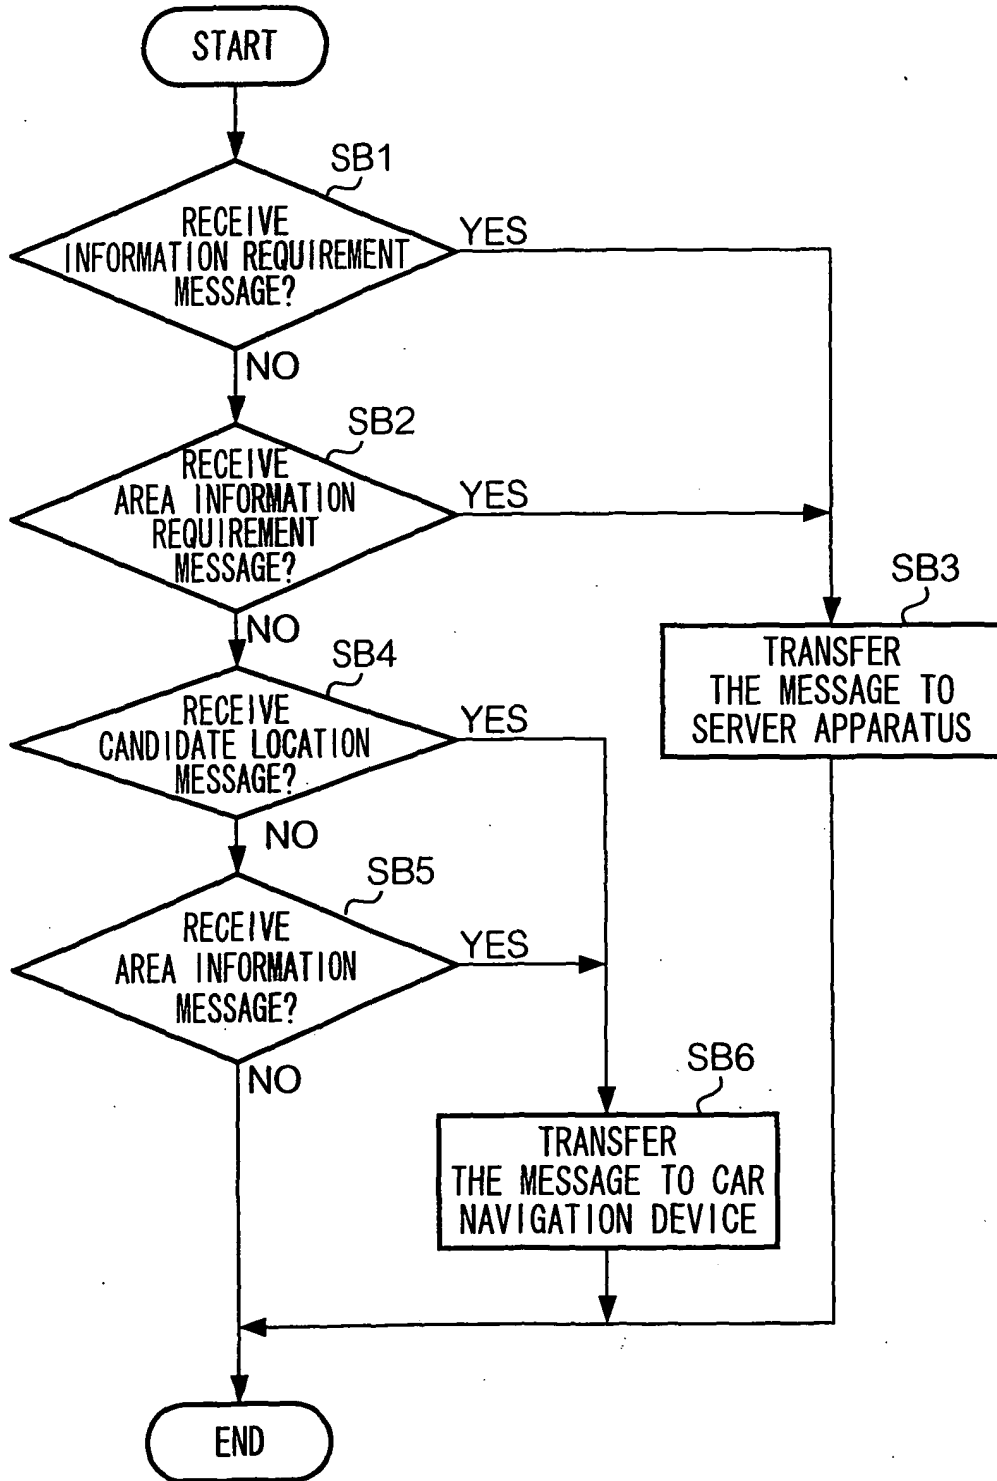 START
SB1
RECEIVE
INFORMATION REQUIREMENT
MESSAGE?
YES
NO
SB2
RECEIVE
AREA INFORMATION
REQUIREMENT
MESSAGE?
YES
NO
SB3
TRANSFER
THE MESSAGE TO
SERVER APPARATUS
SB4
RECEIVE
CANDIDATE LOCATION
MESSAGE?
YES
NO
SB5
RECEIVE
AREA INFORMATION
MESSAGE?
YES
NO
SB6
TRANSFER
THE MESSAGE TO CAR
NAVIGATION DEVICE
END